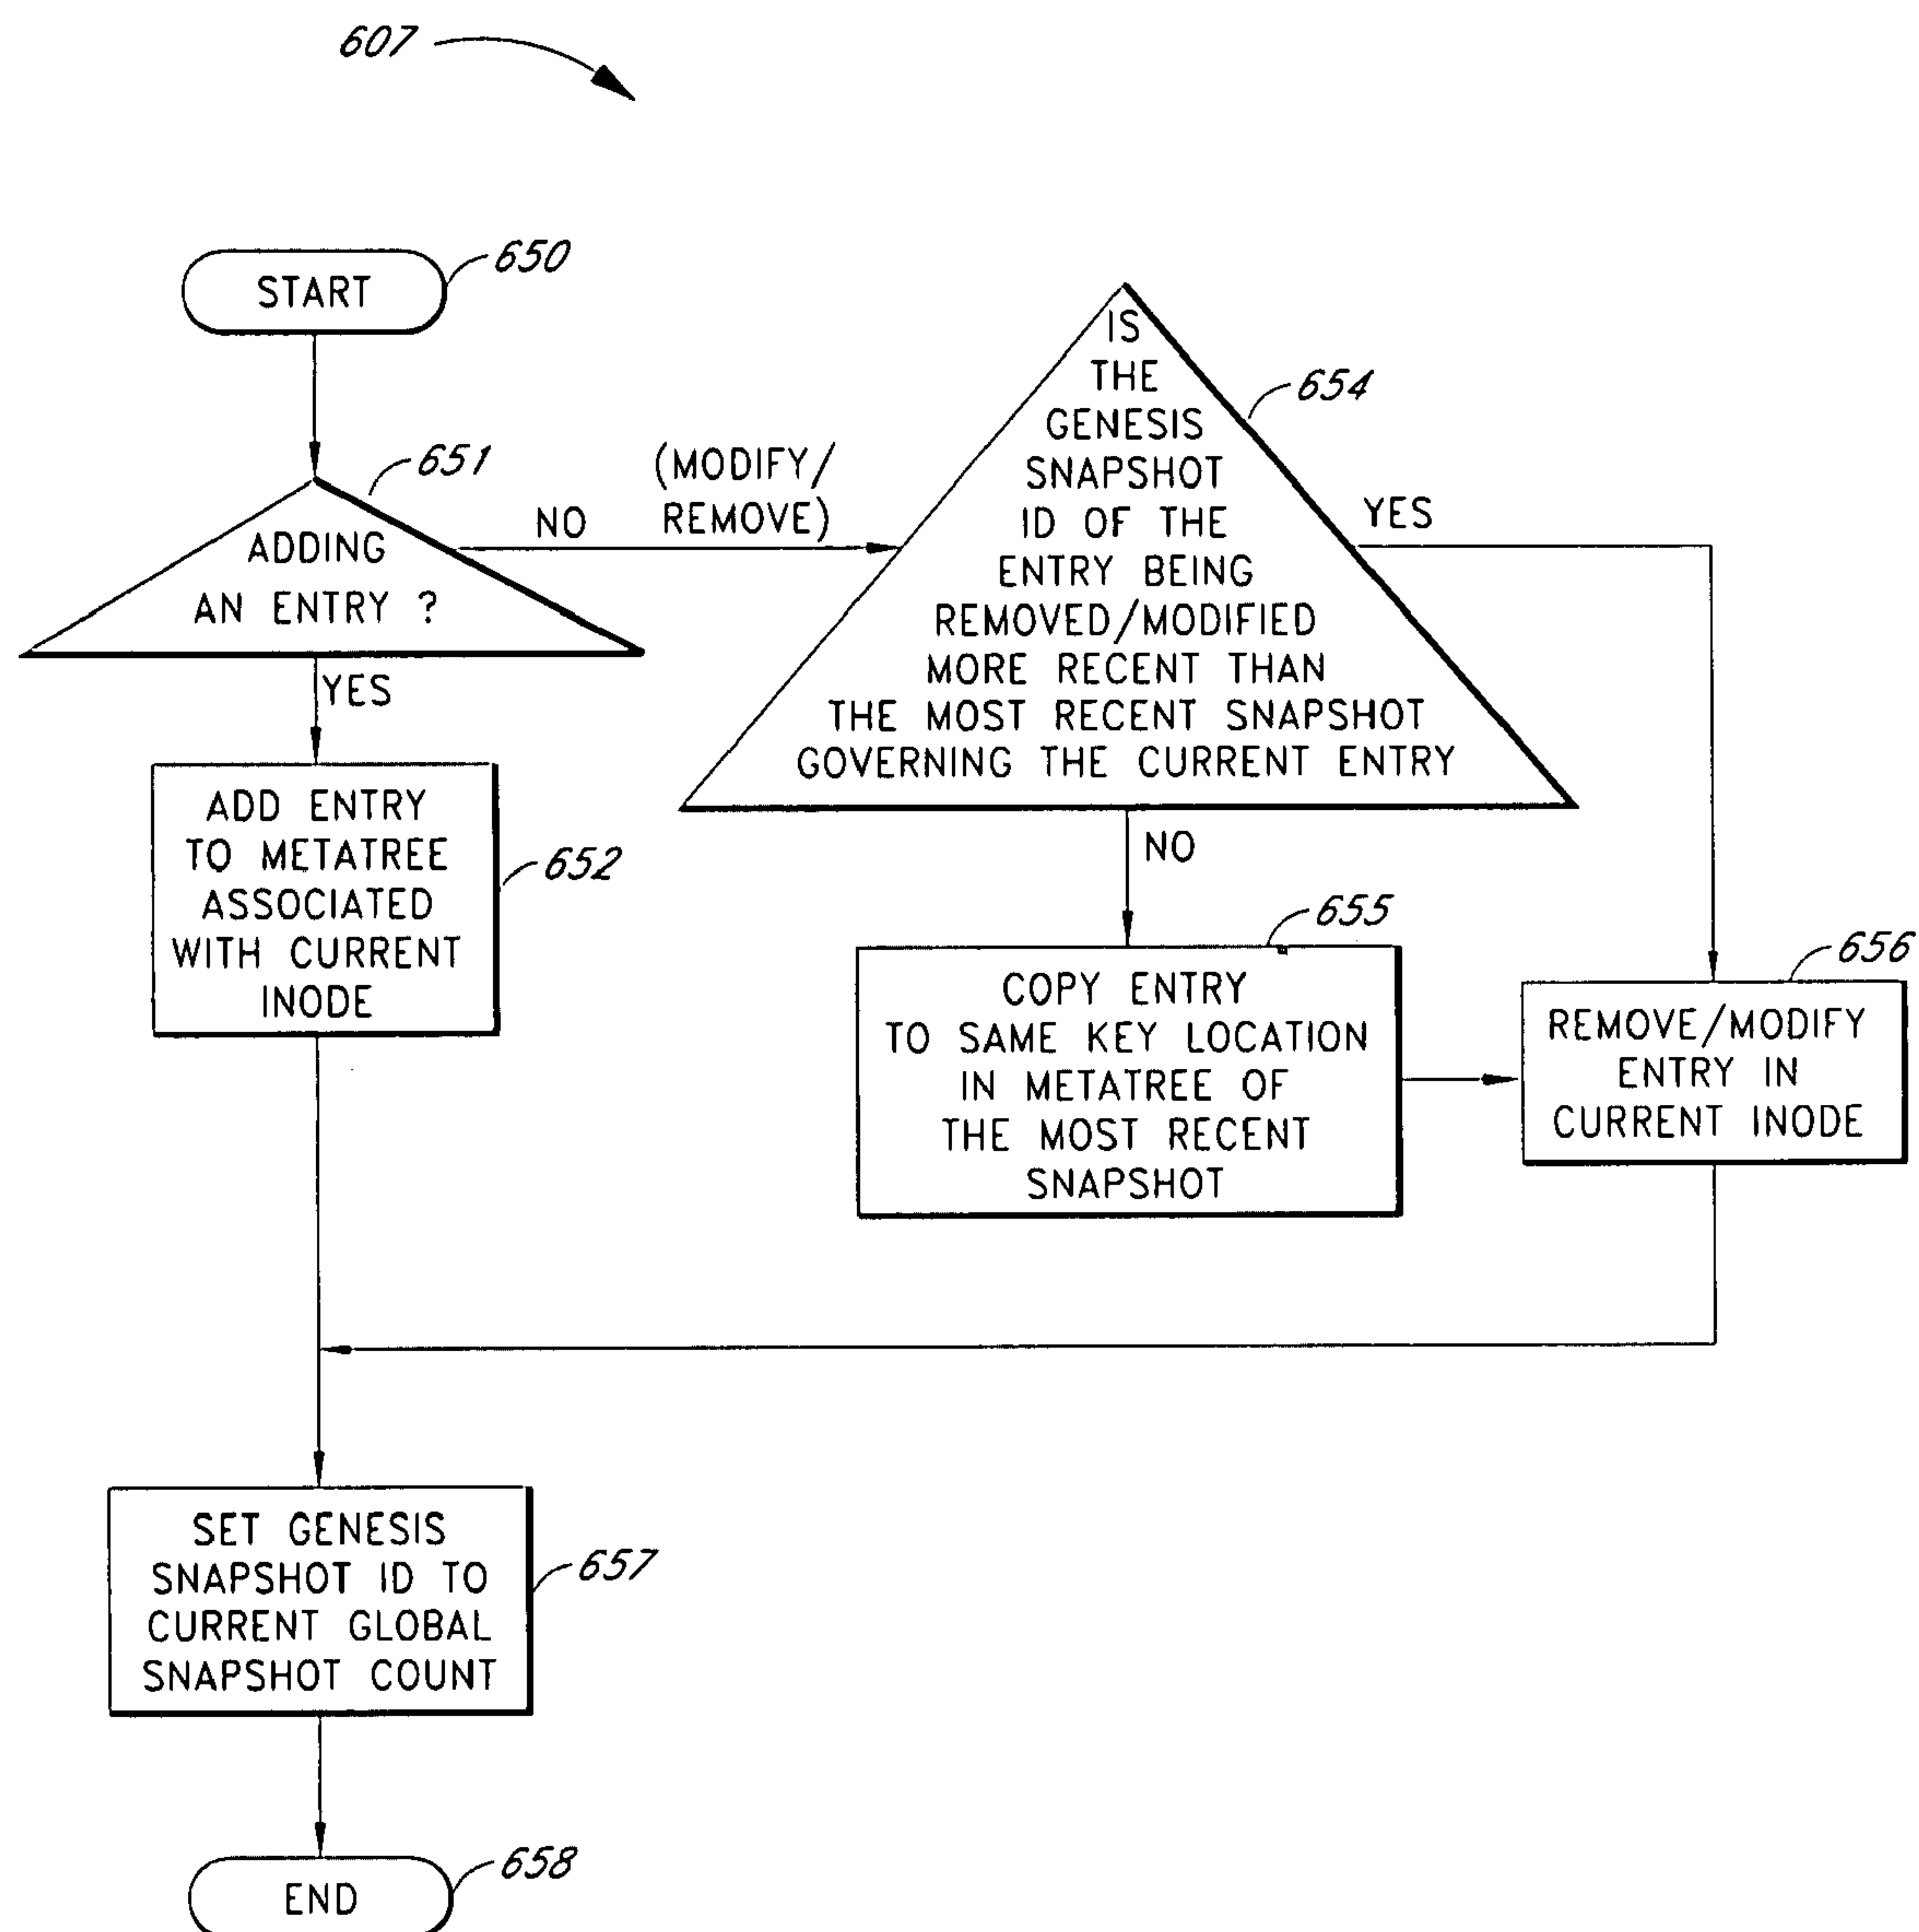 607
START
650
651
ADDING
AN ENTRY ?
NO
(MODIFY/
REMOVE)
YES
IS
THE
GENESIS
SNAPSHOT
ID OF THE
ENTRY BEING
REMOVED/MODIFIED
MORE RECENT THAN
THE MOST RECENT SNAPSHOT
GOVERNING THE CURRENT ENTRY
654
YES
NO
ADD ENTRY
TO METATREE
ASSOCIATED
WITH CURRENT
INODE
652
COPY ENTRY
TO SAME KEY LOCATION
IN METATREE OF
THE MOST RECENT
SNAPSHOT
655
REMOVE/MODIFY
ENTRY IN
CURRENT INODE
656
SET GENESIS
SNAPSHOT ID TO
CURRENT GLOBAL
SNAPSHOT COUNT
657
END
658